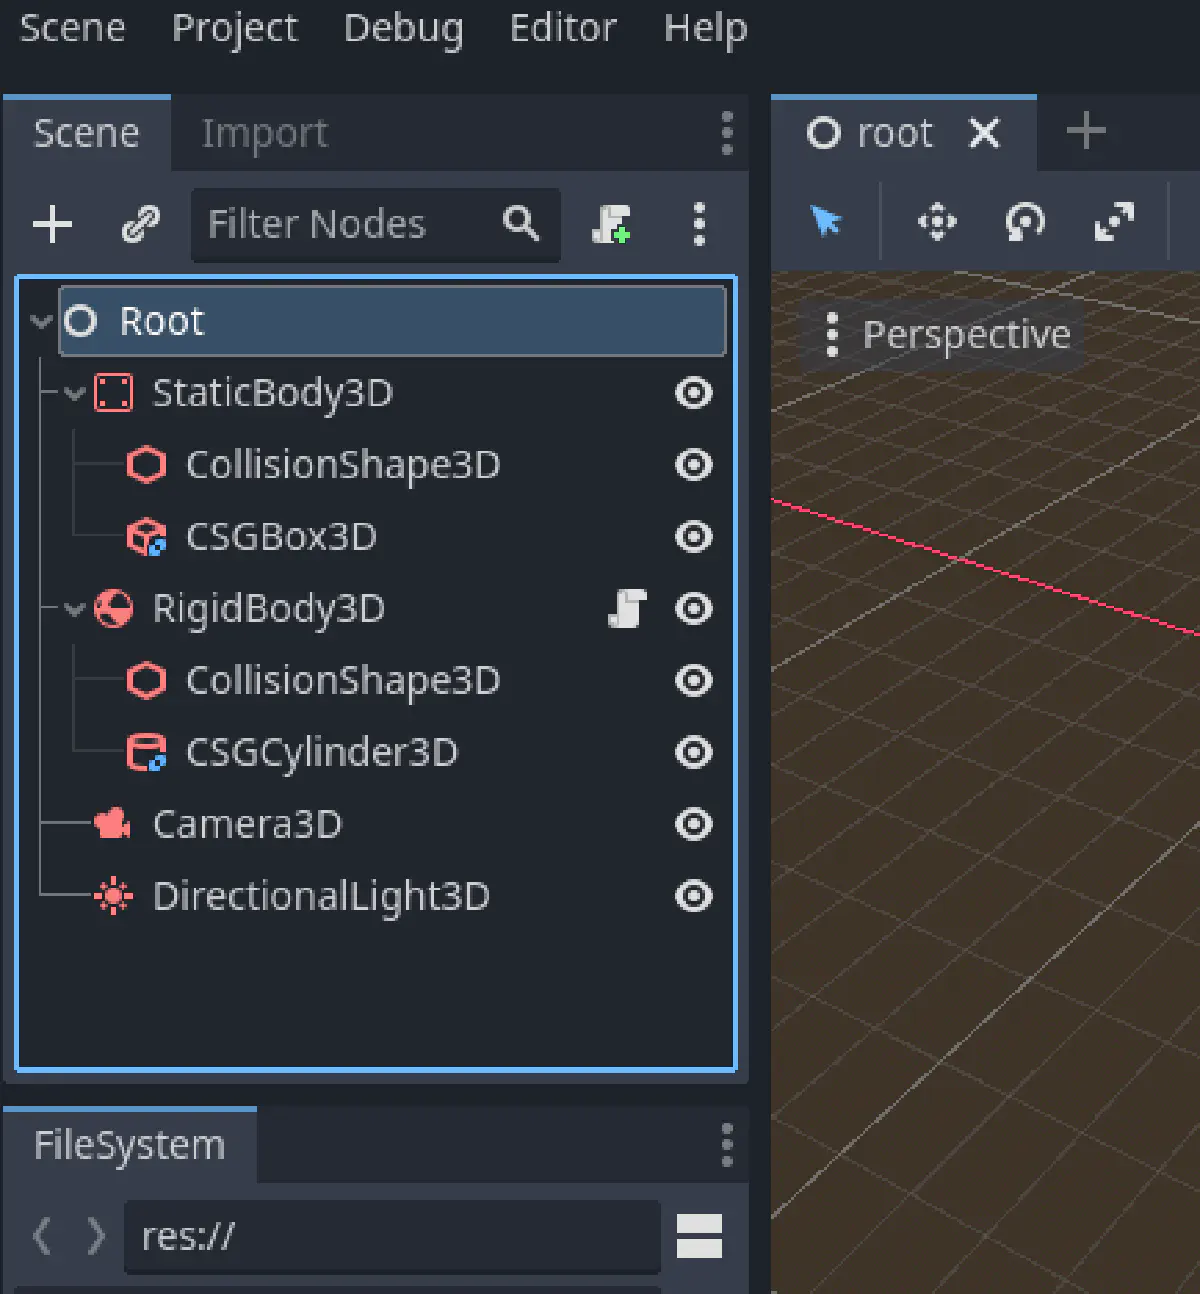 Scene Project Debug Editor Help
Scene Import
Filter Nodes
Root
StaticBody3D
CollisionShape3D
CSGBox3D
RigidBody3D
CollisionShape3D
CSGCylinder3D
Camera3D
DirectionalLight3D
FileSystem
res://
root
Perspective